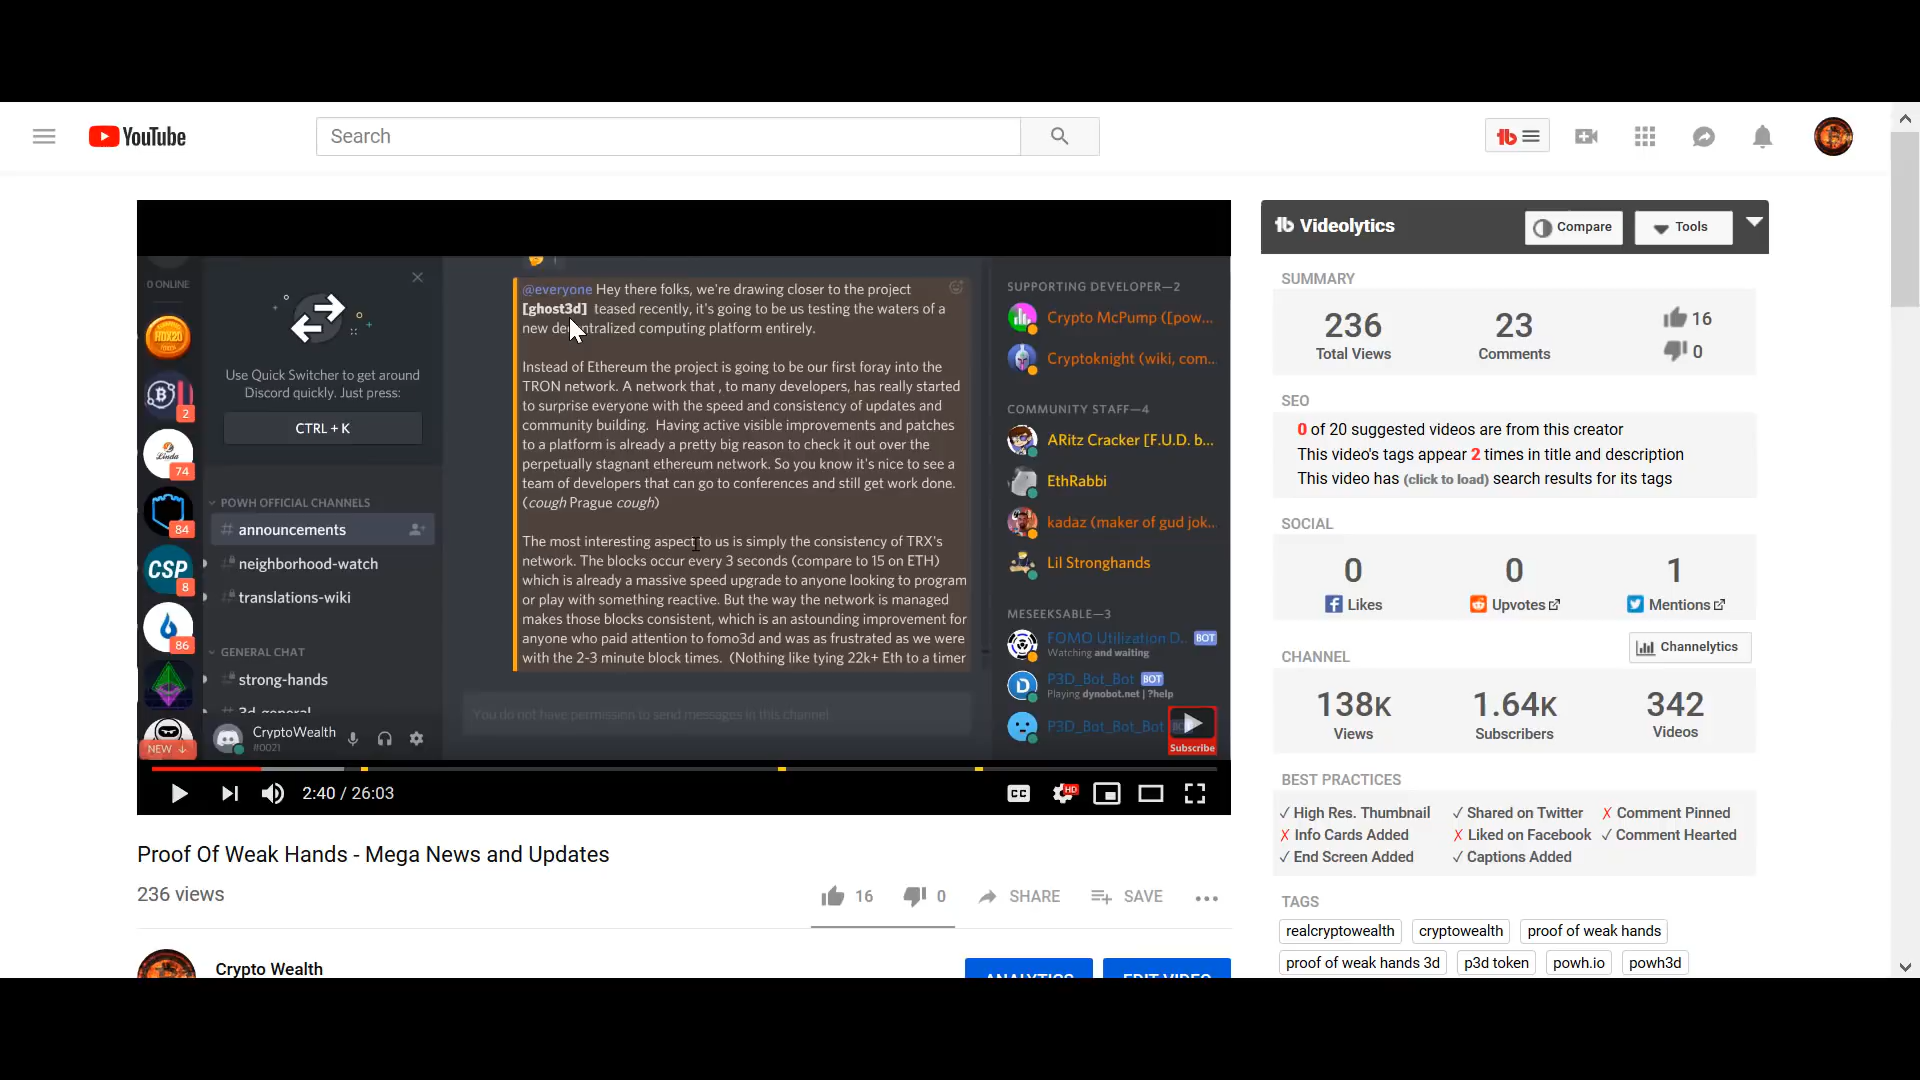 YouTube
Search
tb
0 ONLINE
HDX20
2
Linda
74
84
CSP
8
86
NEW ↓
Use Quick Switcher to get around
Discord quickly. Just press:
CTRL + K
POWH OFFICIAL CHANNELS
# announcements
neighborhood-watch
translations-wiki
GENERAL CHAT
strong-hands
3d-general
CryptoWealth
#0021
@everyone Hey there folks, we're drawing closer to the project
[ghost3d] teased recently, it's going to be us testing the waters of a
new decentralized computing platform entirely.
Instead of Ethereum the project is going to be our first foray into the
TRON network. A network that , to many developers, has really started
to surprise everyone with the speed and consistency of updates and
community building. Having active visible improvements and patches
to a platform is already a pretty big reason to check it out over the
perpetually stagnant ethereum network. So you know it's nice to see a
team of developers that can go to conferences and still get work done.
(cough Prague cough)
The most interesting aspect to us is simply the consistency of TRX's
network. The blocks occur every 3 seconds (compare to 15 on ETH)
which is already a massive speed upgrade to anyone looking to program
or play with something reactive. But the way the network is managed
makes those blocks consistent, which is an astounding improvement for
anyone who paid attention to fomo3d and was as frustrated as we were
with the 2-3 minute block times. (Nothing like tying 22k+ Eth to a timer
You do not have permission to send messages in this channel.
SUPPORTING DEVELOPER—2
Crypto McPump ([pow...
Cryptoknight (wiki, com...
COMMUNITY STAFF—4
ARitz Cracker [F.U.D. b...
EthRabbi
kadaz (maker of gud jok...
Lil Stronghands
MESEEKSABLE—3
FOMO Utilization D... BOT
Watching and waiting
P3D_Bot_Bot BOT
Playing dynobot.net | ?help
P3D_Bot_Bot_Bot
Subscribe
2:40 / 26:03
CC
HD
Proof Of Weak Hands - Mega News and Updates
236 views
16
0
SHARE
SAVE
Crypto Wealth
ANALYTICS
EDIT VIDEO
tb Videolytics
Compare
Tools
SUMMARY
236
Total Views
23
Comments
16
0
SEO
0 of 20 suggested videos are from this creator
This video's tags appear 2 times in title and description
This video has (click to load) search results for its tags
SOCIAL
0
Likes
0
Upvotes
1
Mentions
CHANNEL
Channelytics
138K
Views
1.64K
Subscribers
342
Videos
BEST PRACTICES
✓ High Res. Thumbnail ✓ Shared on Twitter ✗ Comment Pinned
✗ Info Cards Added ✗ Liked on Facebook ✓ Comment Hearted
✓ End Screen Added ✓ Captions Added
TAGS
realcryptowealth cryptowealth proof of weak hands
proof of weak hands 3d p3d token powh.io powh3d